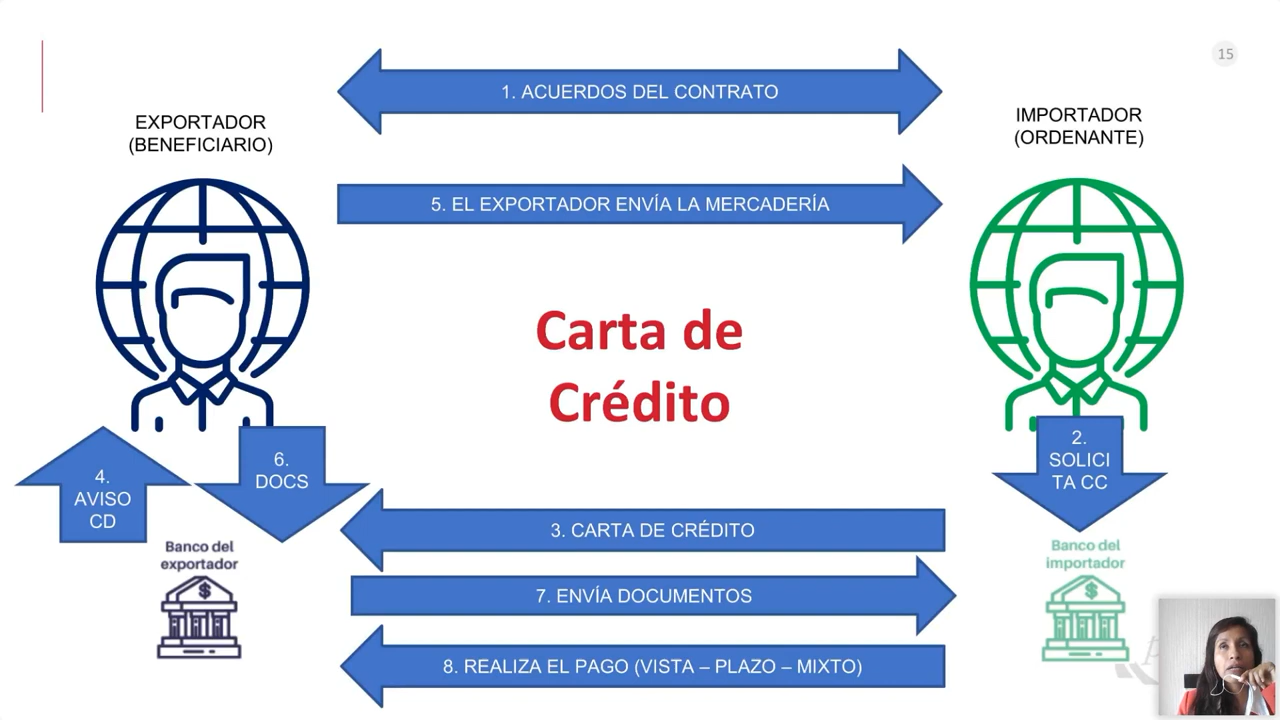 15
1. ACUERDOS DEL CONTRATO
EXPORTADOR
(BENEFICIARIO)
IMPORTADOR
(ORDENANTE)
5. EL EXPORTADOR ENVÍA LA MERCADERÍA
Carta de
Crédito
4.
AVISO
CD
6.
DOCS
2.
SOLICI
TA CC
3. CARTA DE CRÉDITO
Banco del
exportador
$
Banco del
importador
$
7. ENVÍA DOCUMENTOS
8. REALIZA EL PAGO (VISTA – PLAZO – MIXTO)